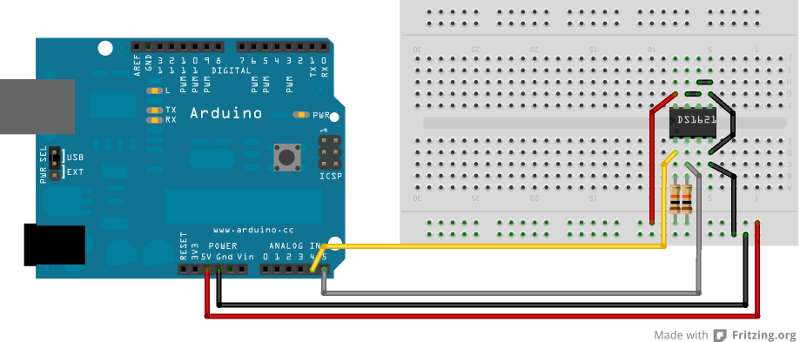 AREF GND 13 12 11 10 9 8 7 6 5 4 3 2 1 0
PWM PWM PWM PWM PWM PWM TX RX
DIGITAL
L
TX
RX
Arduino
PWR
PWR SEL
USB
EXT
ICSP
1
www.arduino.cc
RESET 3V3 5V Gnd Vin
POWER
ANALOG IN
0 1 2 3 4 5
DS1621
30 25 20 15 10 5 1
Made with Fritzing.org